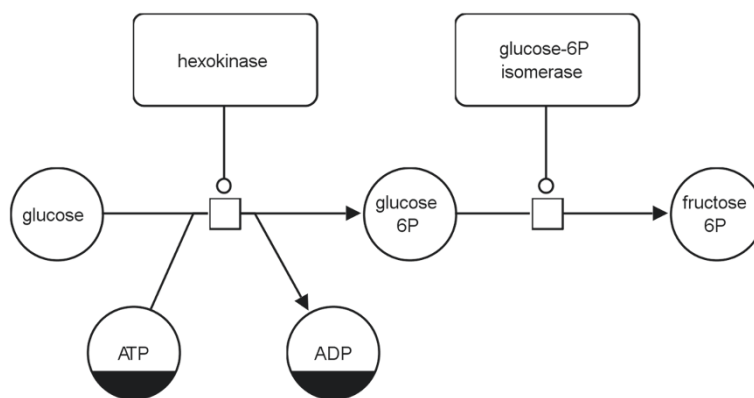 hexokinase
glucose-6P
isomerase
glucose
glucose
6P
fructose
6P
ATP
ADP